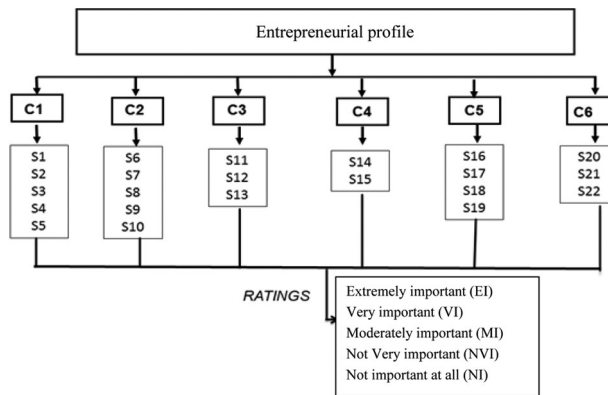 Entrepreneurial profile
C1
C2
C3
C4
C5
C6
S1
S2
S3
S4
S5
S6
S7
S8
S9
S10
S11
S12
S13
S14
S15
S16
S17
S18
S19
S20
S21
S22
RATINGS
Extremely important (EI)
Very important (VI)
Moderately important (MI)
Not Very important (NVI)
Not important at all (NI)